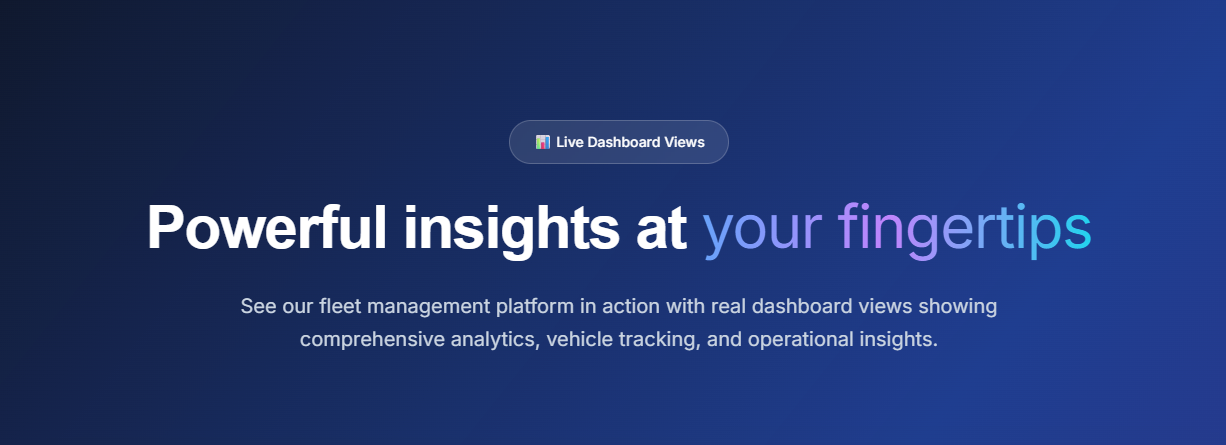 📊 Live Dashboard Views
Powerful insights at your fingertips
See our fleet management platform in action with real dashboard views showing
comprehensive analytics, vehicle tracking, and operational insights.